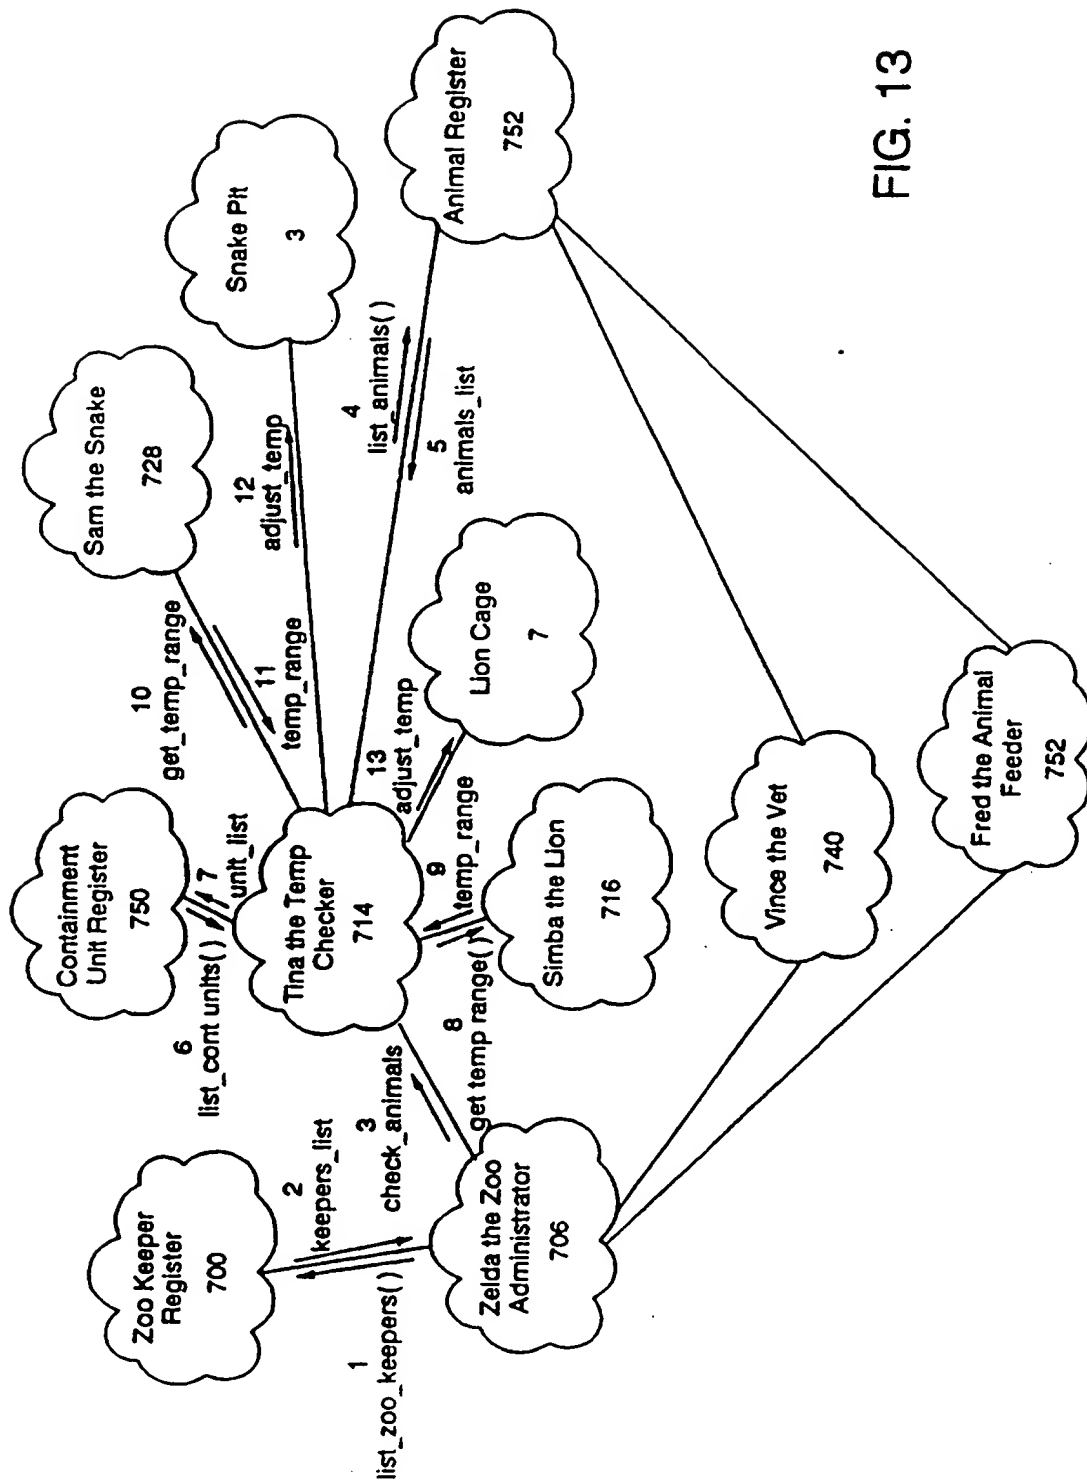 Zoo Keeper
Register
700
1
list_zoo_keepers( )
2
keepers_list
Zelda the Zoo
Administrator
706
3
check_animals
Containment
Unit Register
750
6
list_cont units( )
7
unit_list
Tina the Temp
Checker
714
8
get temp range( )
9
temp_range
Simba the Lion
716
10
get_temp_range
11
temp_range
Sam the Snake
728
12
adjust_temp
Snake Pit
3
13
adjust_temp
Lion Cage
7
4
list_animals( )
5
animals_list
Animal Register
752
Vince the Vet
740
Fred the Animal
Feeder
752
FIG. 13